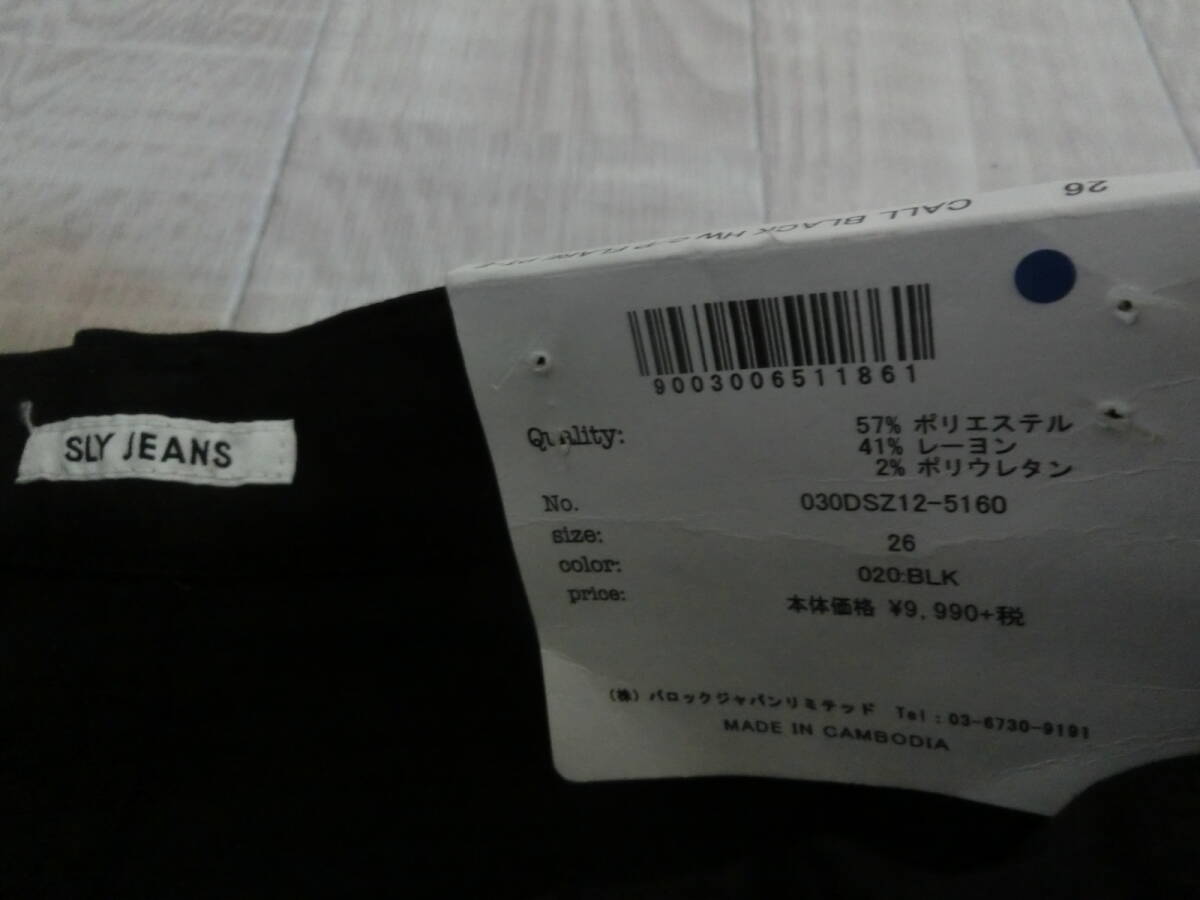 26
CALL BLACK HW
9003006511861
Quality: 57% ポリエステル
41% レーヨン
2% ポリウレタン
No. 030DSZ12-5160
size: 26
color: 020:BLK
price: 本体価格 ¥9,990+税
(株) バロックジャパンリミテッド Tel:03-6730-9191
MADE IN CAMBODIA
SLY JEANS